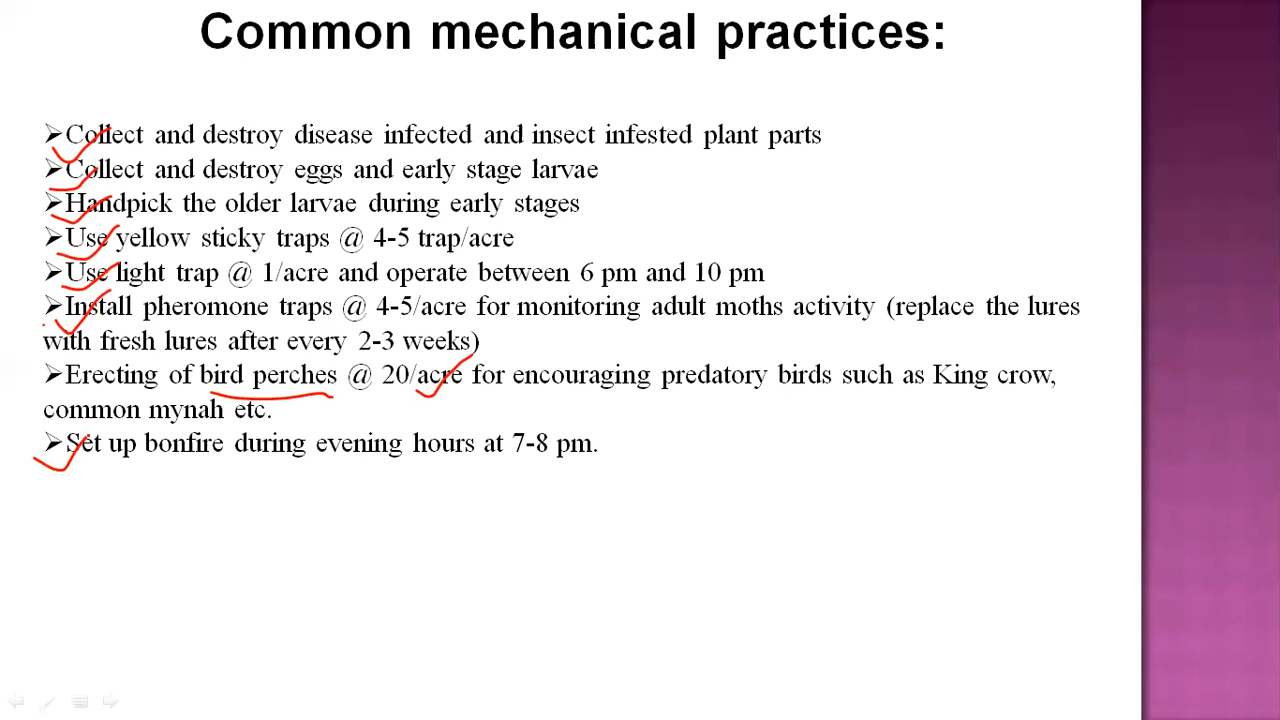 Common mechanical practices:
➢Collect and destroy disease infected and insect infested plant parts
➢Collect and destroy eggs and early stage larvae
➢Handpick the older larvae during early stages
➢Use yellow sticky traps @ 4-5 trap/acre
➢Use light trap @ 1/acre and operate between 6 pm and 10 pm
➢Install pheromone traps @ 4-5/acre for monitoring adult moths activity (replace the lures
with fresh lures after every 2-3 weeks)
➢Erecting of bird perches @ 20/acre for encouraging predatory birds such as King crow,
common mynah etc.
➢Set up bonfire during evening hours at 7-8 pm.